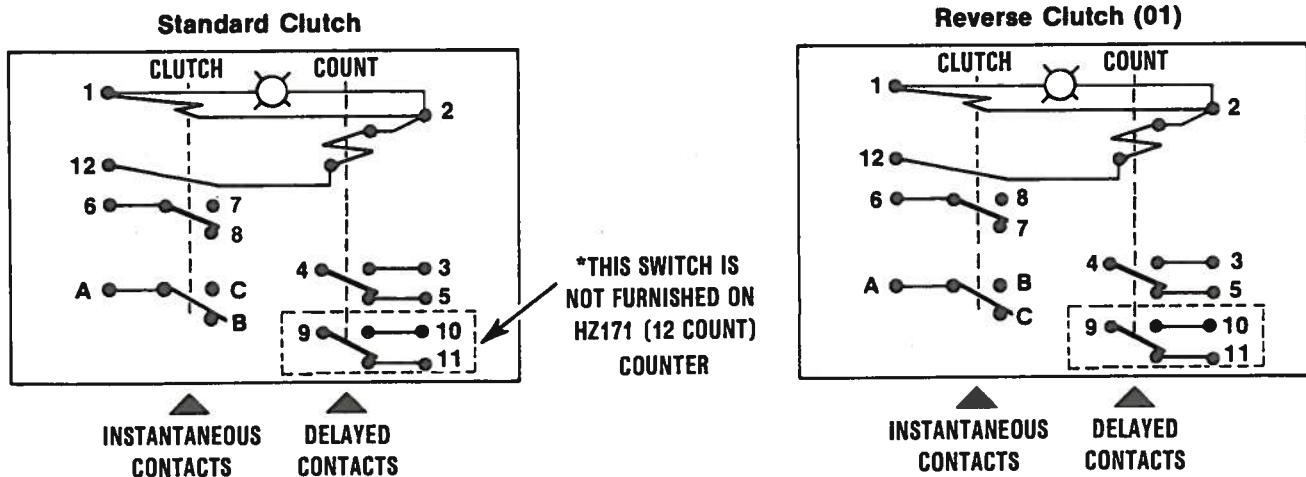 Standard Clutch
CLUTCH COUNT
1
2
12
6 7
8
4 3
A C 5
B
9 10
11
INSTANTANEOUS
CONTACTS
DELAYED
CONTACTS
*THIS SWITCH IS
NOT FURNISHED ON
HZ171 (12 COUNT)
COUNTER
Reverse Clutch (01)
CLUTCH COUNT
1
2
12
6 8
7
4 3
A B 5
C
9 10
11
INSTANTANEOUS
CONTACTS
DELAYED
CONTACTS